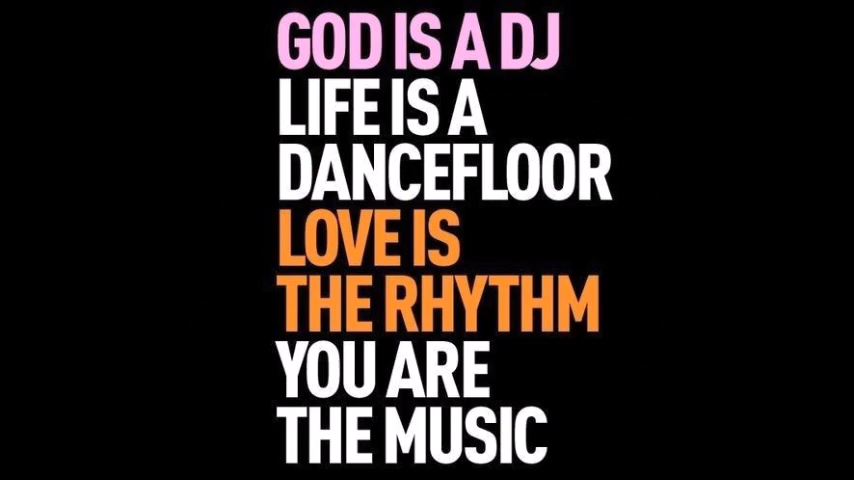 GOD IS A DJ
LIFE IS A
DANCEFLOOR
LOVE IS
THE RHYTHM
YOU ARE
THE MUSIC